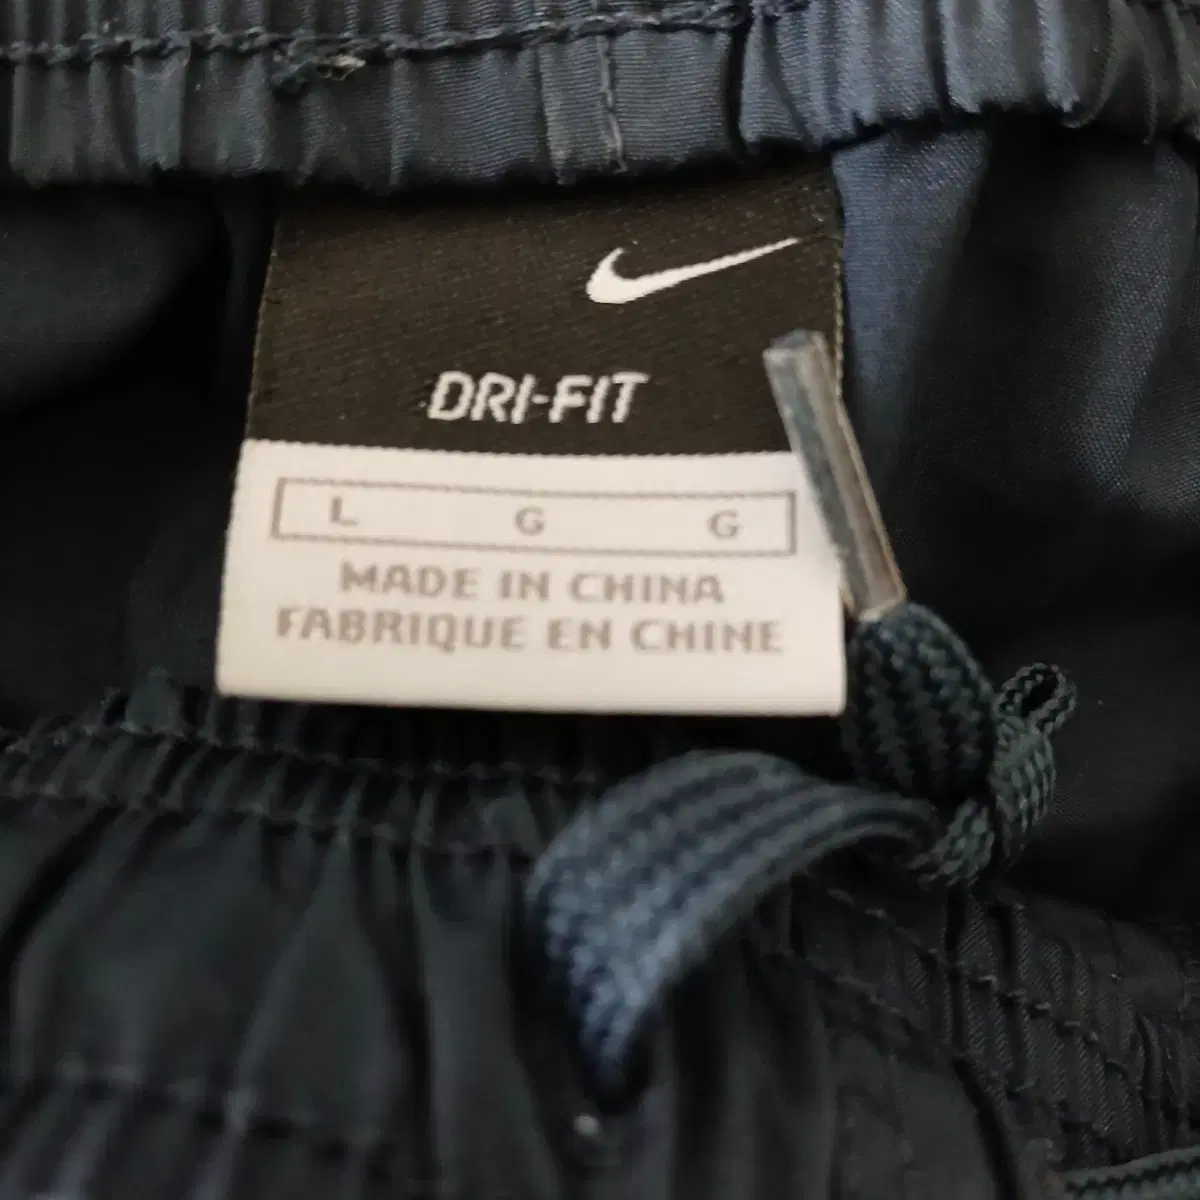 DRI-FIT
L G G
MADE IN CHINA
FABRIQUE EN CHINE